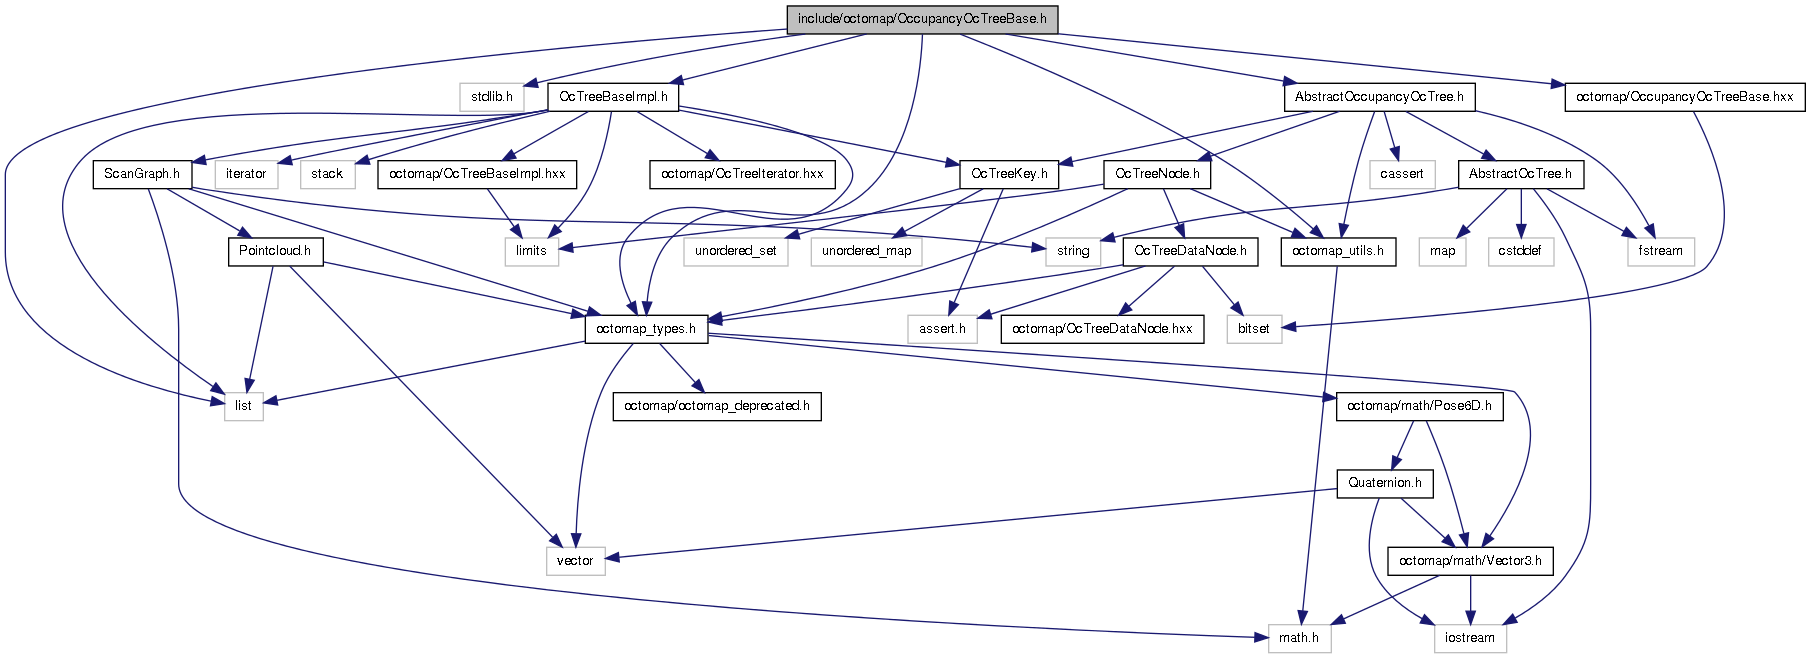 include/octomap/OccupancyOcTreeBase.h
stdlib.h
OcTreeBaseImpl.h
AbstractOccupancyOcTree.h
octomap/OccupancyOcTreeBase.hxx
ScanGraph.h
iterator
stack
octomap/OcTreeBaseImpl.hxx
octomap/OcTreeIterator.hxx
OcTreeKey.h
OcTreeNode.h
cassert
AbstractOcTree.h
Pointcloud.h
limits
unordered_set
unordered_map
string
OcTreeDataNode.h
octomap_utils.h
map
cstddef
fstream
octomap_types.h
assert.h
octomap/OcTreeDataNode.hxx
bitset
list
octomap/octomap_deprecated.h
octomap/math/Pose6D.h
Quaternion.h
vector
octomap/math/Vector3.h
math.h
iostream